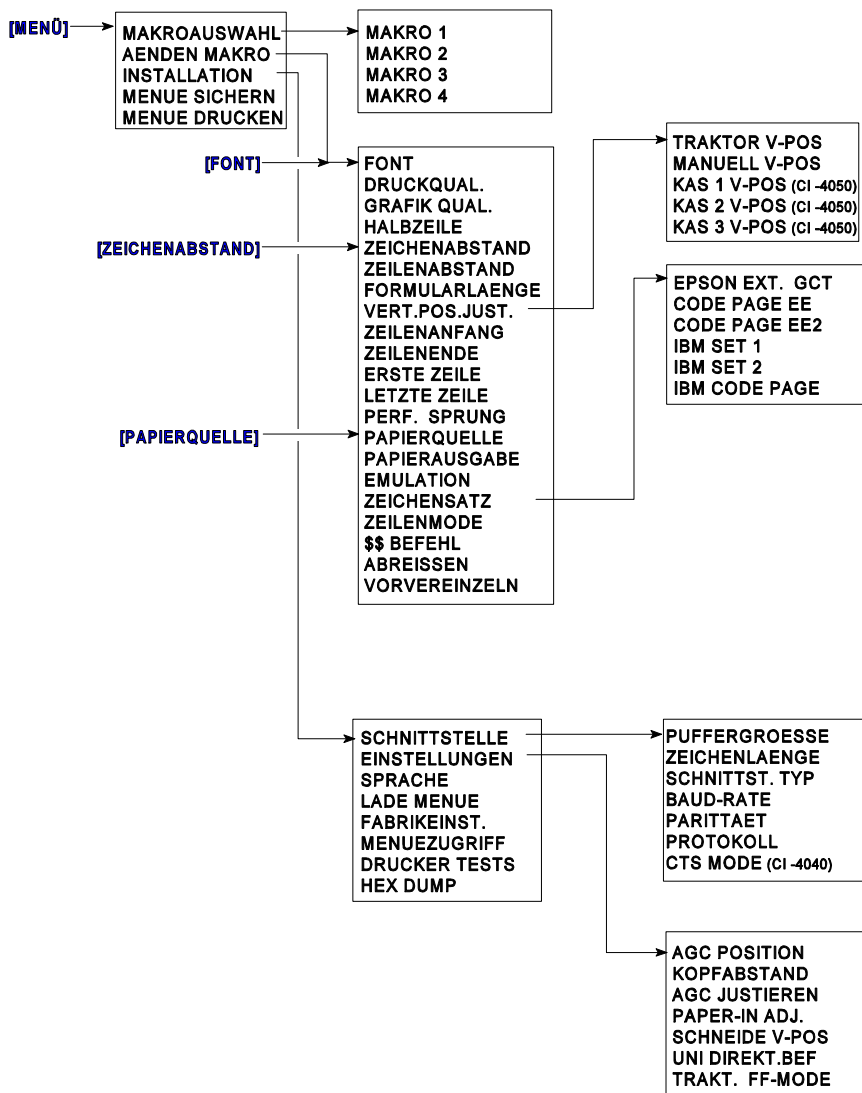 [MENÜ]
MAKROAUSWAHL
AENDEN MAKRO
INSTALLATION
MENUE SICHERN
MENUE DRUCKEN
MAKRO 1
MAKRO 2
MAKRO 3
MAKRO 4
[FONT]
[ZEICHENABSTAND]
[PAPIERQUELLE]
FONT
DRUCKQUAL.
GRAFIK QUAL.
HALBZEILE
ZEICHENABSTAND
ZEILENABSTAND
FORMULARLAENGE
VERT.POS.JUST.
ZEILENANFANG
ZEILENENDE
ERSTE ZEILE
LETZTE ZEILE
PERF. SPRUNG
PAPIERQUELLE
PAPIERAUSGABE
EMULATION
ZEICHENSATZ
ZEILENMODE
$$ BEFEHL
ABREISSEN
VORVEREINZELN
TRAKTOR V-POS
MANUELL V-POS
KAS 1 V-POS (CI -4050)
KAS 2 V-POS (CI -4050)
KAS 3 V-POS (CI -4050)
EPSON EXT. GCT
CODE PAGE EE
CODE PAGE EE2
IBM SET 1
IBM SET 2
IBM CODE PAGE
SCHNITTSTELLE
EINSTELLUNGEN
SPRACHE
LADE MENUE
FABRIKEINST.
MENUEZUGRIFF
DRUCKER TESTS
HEX DUMP
PUFFERGROESSE
ZEICHENLAENGE
SCHNITTST. TYP
BAUD-RATE
PARITTAET
PROTOKOLL
CTS MODE (CI -4040)
AGC POSITION
KOPFABSTAND
AGC JUSTIEREN
PAPER-IN ADJ.
SCHNEIDE V-POS
UNI DIREKT.BEF
TRAKT. FF-MODE